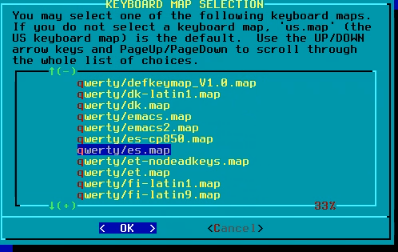 KEYBOARD MAP SELECTION
You may select one of the following keyboard maps.
If you do not select a keyboard map, 'us.map' (the
US keyboard map) is the default.  Use the UP/DOWN
arrow keys and PageUp/PageDown to scroll through
the whole list of choices.
↑(-)
qwerty/defkeymap_V1.0.map
qwerty/dk-latin1.map
qwerty/dk.map
qwerty/emacs.map
qwerty/emacs2.map
qwerty/es-cp850.map
qwerty/es.map
qwerty/et-nodeadkeys.map
qwerty/et.map
qwerty/fi-latin1.map
qwerty/fi-latin9.map
↓(+) 33%
< OK > <Cancel>